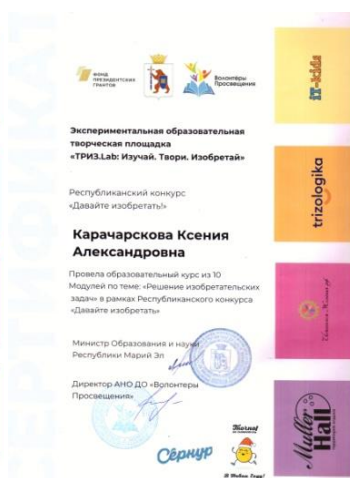 СЕРТИФИКАТ
ФОНД
ПРЕЗИДЕНТСКИХ
ГРАНТОВ
Волонтёры
Просвещения
Экспериментальная образовательная
творческая площадка
«ТРИЗ.Lab: Изучай. Твори. Изобретай»
Республиканский конкурс
«Давайте изобретать!»
Карачарскова Ксения
Александровна
Провела образовательный курс из 10
Модулей по теме: «Решение изобретательских
задач» в рамках Республиканского конкурса
«Давайте изобретать»
Министр Образования и науки
Республики Марий Эл
Директор АНО ДО «Волонтеры
Просвещения»
Сернур
iT-kids
trizologika
Muller
Hall